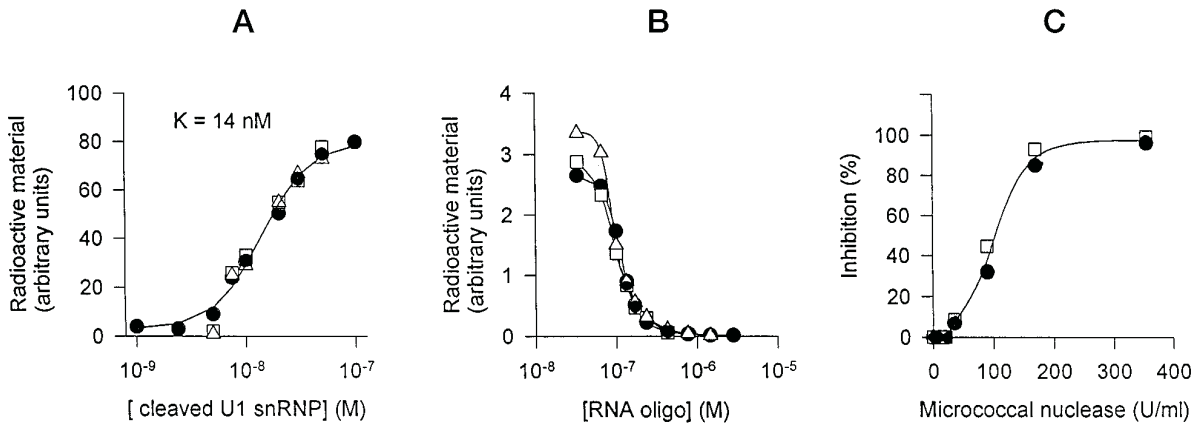 A
B
C
Radioactive material
(arbitrary units)
100
80
60
40
20
0
K = 14 nM
10-9
10-8
10-7
[ cleaved U1 snRNP] (M)
Radioactive material
(arbitrary units)
4
3
2
1
0
10-8
10-7
10-6
10-5
[RNA oligo] (M)
Inhibition (%)
100
80
60
40
20
0
0
100
200
300
400
Micrococcal nuclease (U/ml)